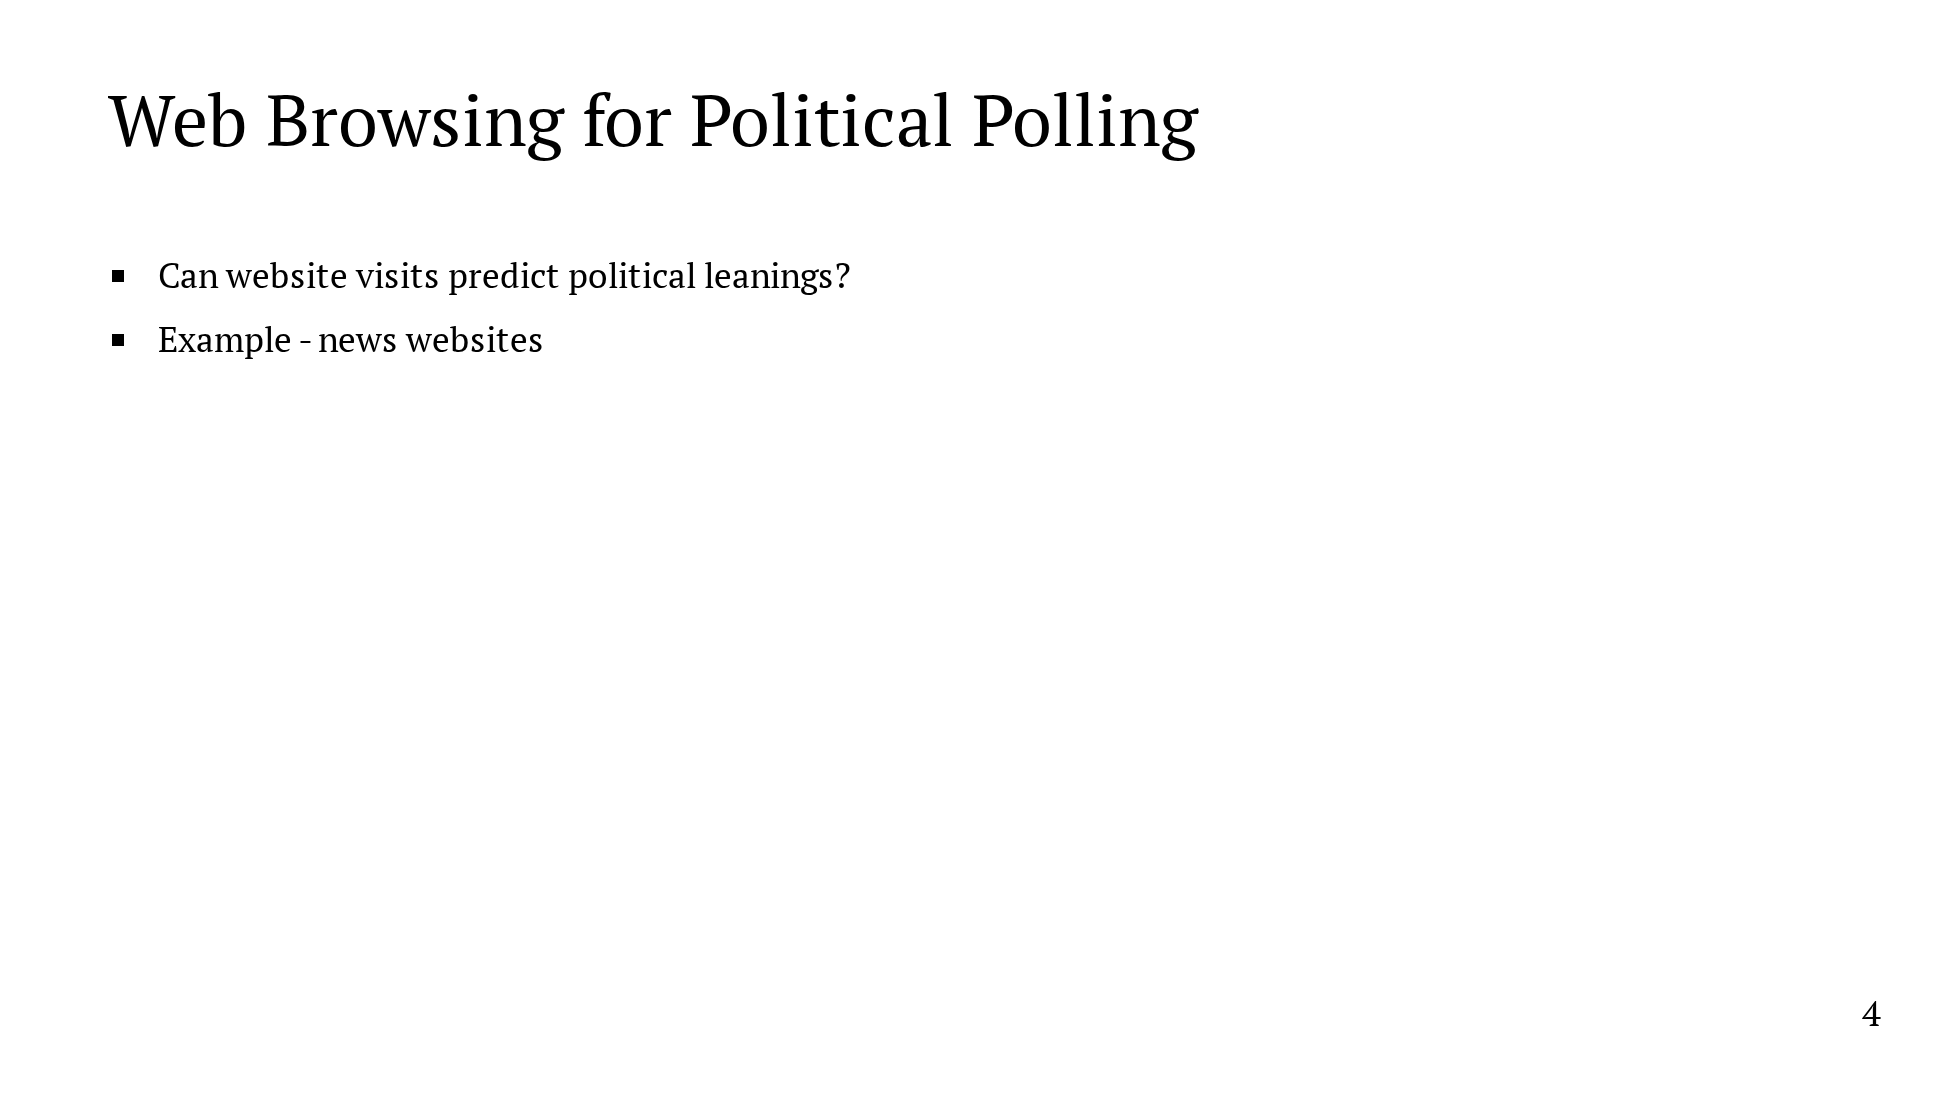 Web Browsing for Political Polling
▪ Can website visits predict political leanings?
▪ Example - news websites
4